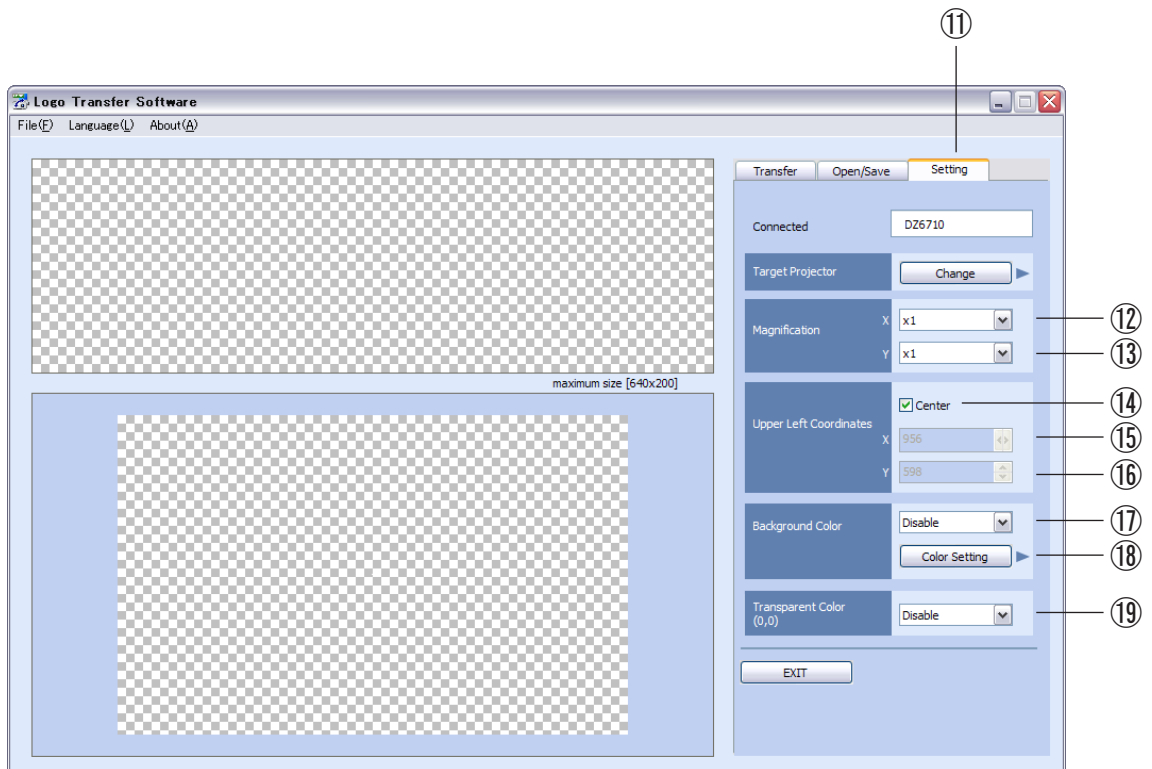 ⑪
Logo Transfer Software
File(F) Language(L) About(A)
Transfer Open/Save Setting
Connected DZ6710
Target Projector Change
Magnification X x1 ⑫
Y x1 ⑬
maximum size [640x200]
Center ⑭
Upper Left Coordinates
X 956 ⑮
Y 598 ⑯
Background Color Disable ⑰
Color Setting ⑱
Transparent Color
(0,0) Disable ⑲
EXIT